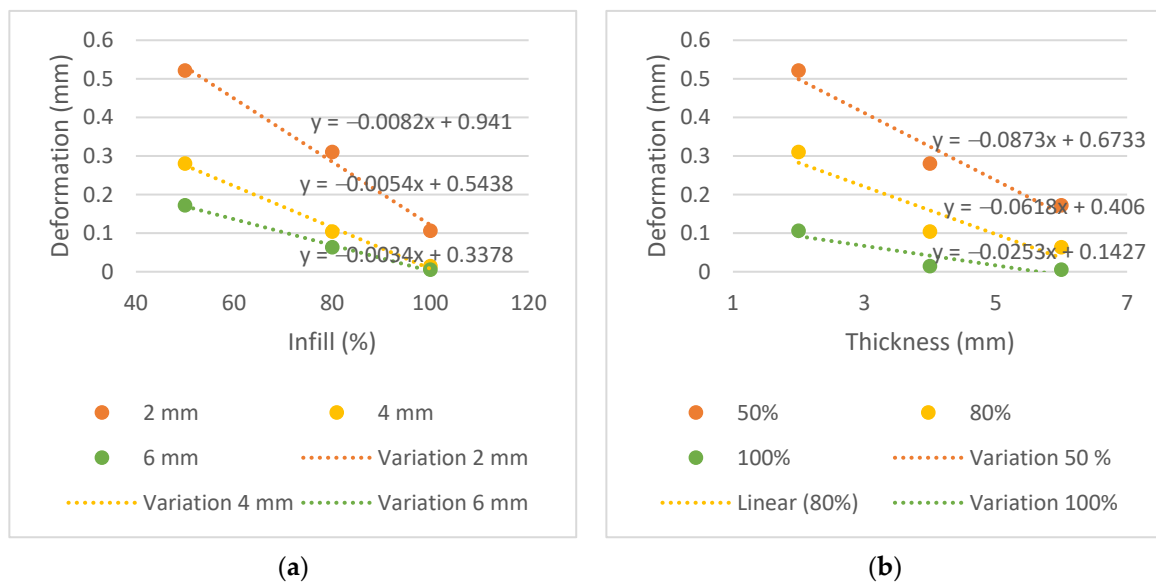 0.6
0.5
0.4
0.3
0.2
0.1
0
Deformation (mm)
y = −0.0082x + 0.941
y = −0.0054x + 0.5438
y = −0.0034x + 0.3378
40 60 80 100 120
Infill (%)
2 mm 4 mm
6 mm Variation 2 mm
Variation 4 mm Variation 6 mm
(a)
0.6
0.5
0.4
0.3
0.2
0.1
0
Deformation (mm)
y = −0.0873x + 0.6733
y = −0.0618x + 0.406
y = −0.0253x + 0.1427
1 3 5 7
Thickness (mm)
50% 80%
100% Variation 50 %
Linear (80%) Variation 100%
(b)